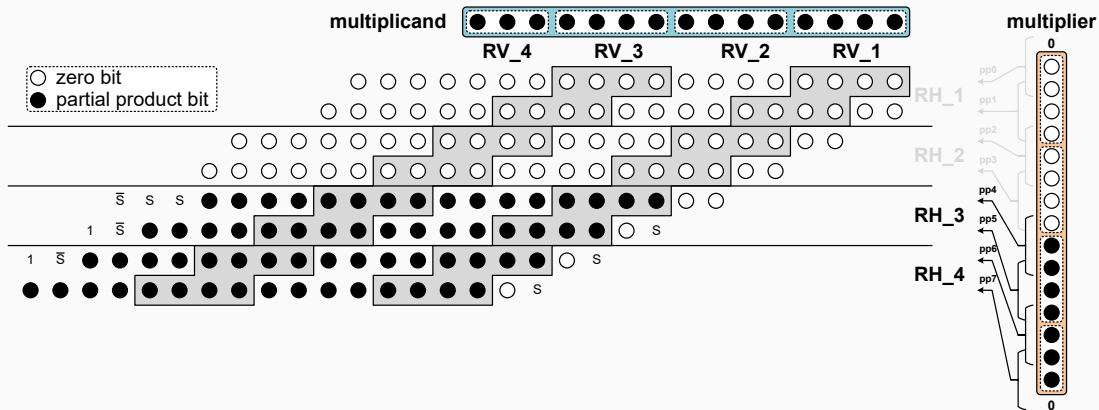 multiplicand
multiplier
RV_4 RV_3 RV_2 RV_1
0
zero bit
partial product bit
pp0
RH_1
pp1
pp2
RH_2
pp3
S̅ S S
pp4
RH_3
1 S̅ S
pp5
1 S̅ S
pp6
RH_4
S
pp7
0